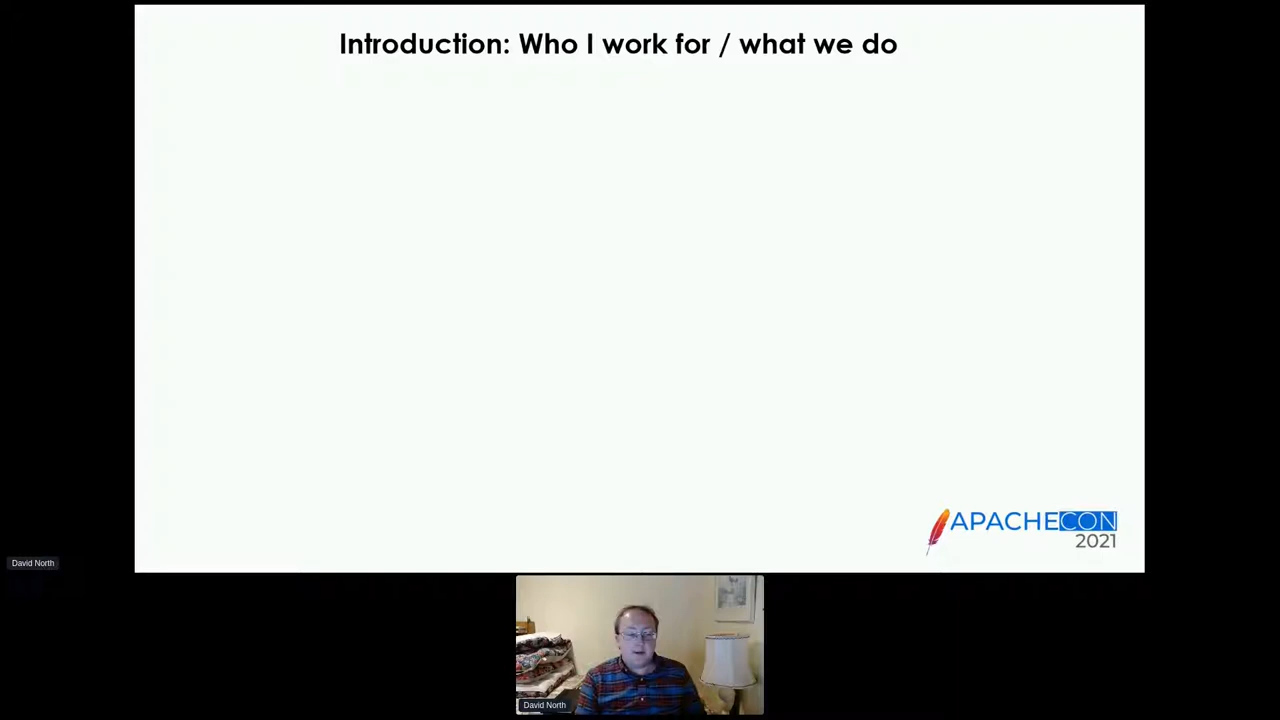 Introduction: Who I work for / what we do
APACHECON
2021
David North
David North